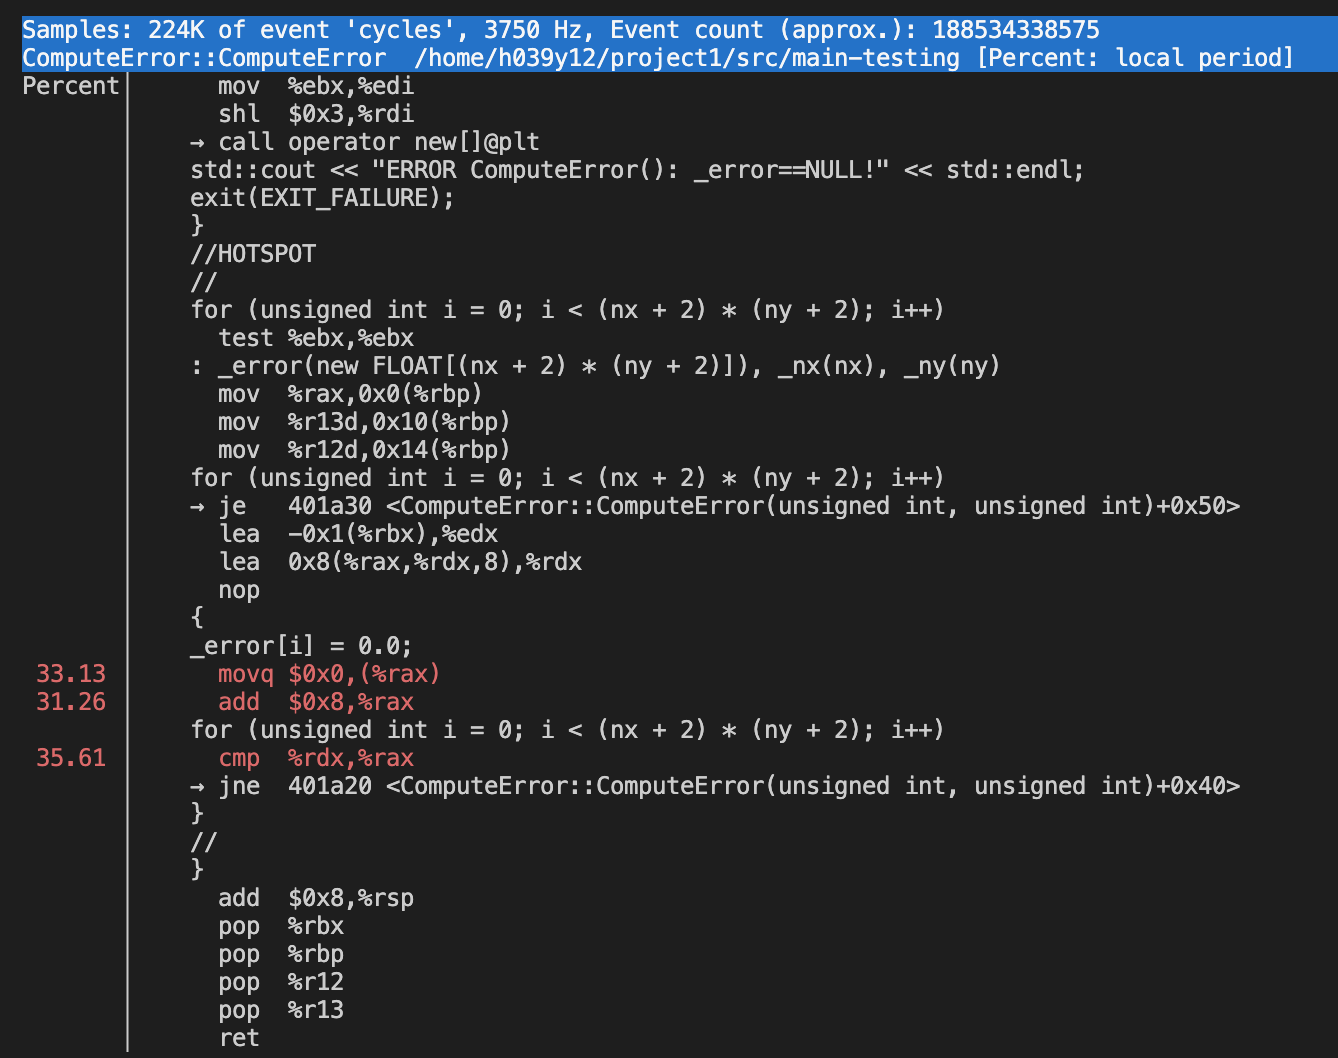 Samples: 224K of event 'cycles', 3750 Hz, Event count (approx.): 188534338575
ComputeError::ComputeError  /home/h039y12/project1/src/main-testing [Percent: local period]
Percent│      mov  %ebx,%edi
       │      shl  $0x3,%rdi
       │    → call operator new[]@plt
       │    std::cout << "ERROR ComputeError(): _error==NULL!" << std::endl;
       │    exit(EXIT_FAILURE);
       │    }
       │    //HOTSPOT
       │    //
       │    for (unsigned int i = 0; i < (nx + 2) * (ny + 2); i++)
       │      test %ebx,%ebx
       │    : _error(new FLOAT[(nx + 2) * (ny + 2)]), _nx(nx), _ny(ny)
       │      mov  %rax,0x0(%rbp)
       │      mov  %r13d,0x10(%rbp)
       │      mov  %r12d,0x14(%rbp)
       │    for (unsigned int i = 0; i < (nx + 2) * (ny + 2); i++)
       │    → je   401a30 <ComputeError::ComputeError(unsigned int, unsigned int)+0x50>
       │      lea  -0x1(%rbx),%edx
       │      lea  0x8(%rax,%rdx,8),%rdx
       │      nop
       │    {
       │    _error[i] = 0.0;
 33.13 │      movq $0x0,(%rax)
 31.26 │      add  $0x8,%rax
       │    for (unsigned int i = 0; i < (nx + 2) * (ny + 2); i++)
 35.61 │      cmp  %rdx,%rax
       │    → jne  401a20 <ComputeError::ComputeError(unsigned int, unsigned int)+0x40>
       │    }
       │    //
       │    }
       │      add  $0x8,%rsp
       │      pop  %rbx
       │      pop  %rbp
       │      pop  %r12
       │      pop  %r13
       │      ret